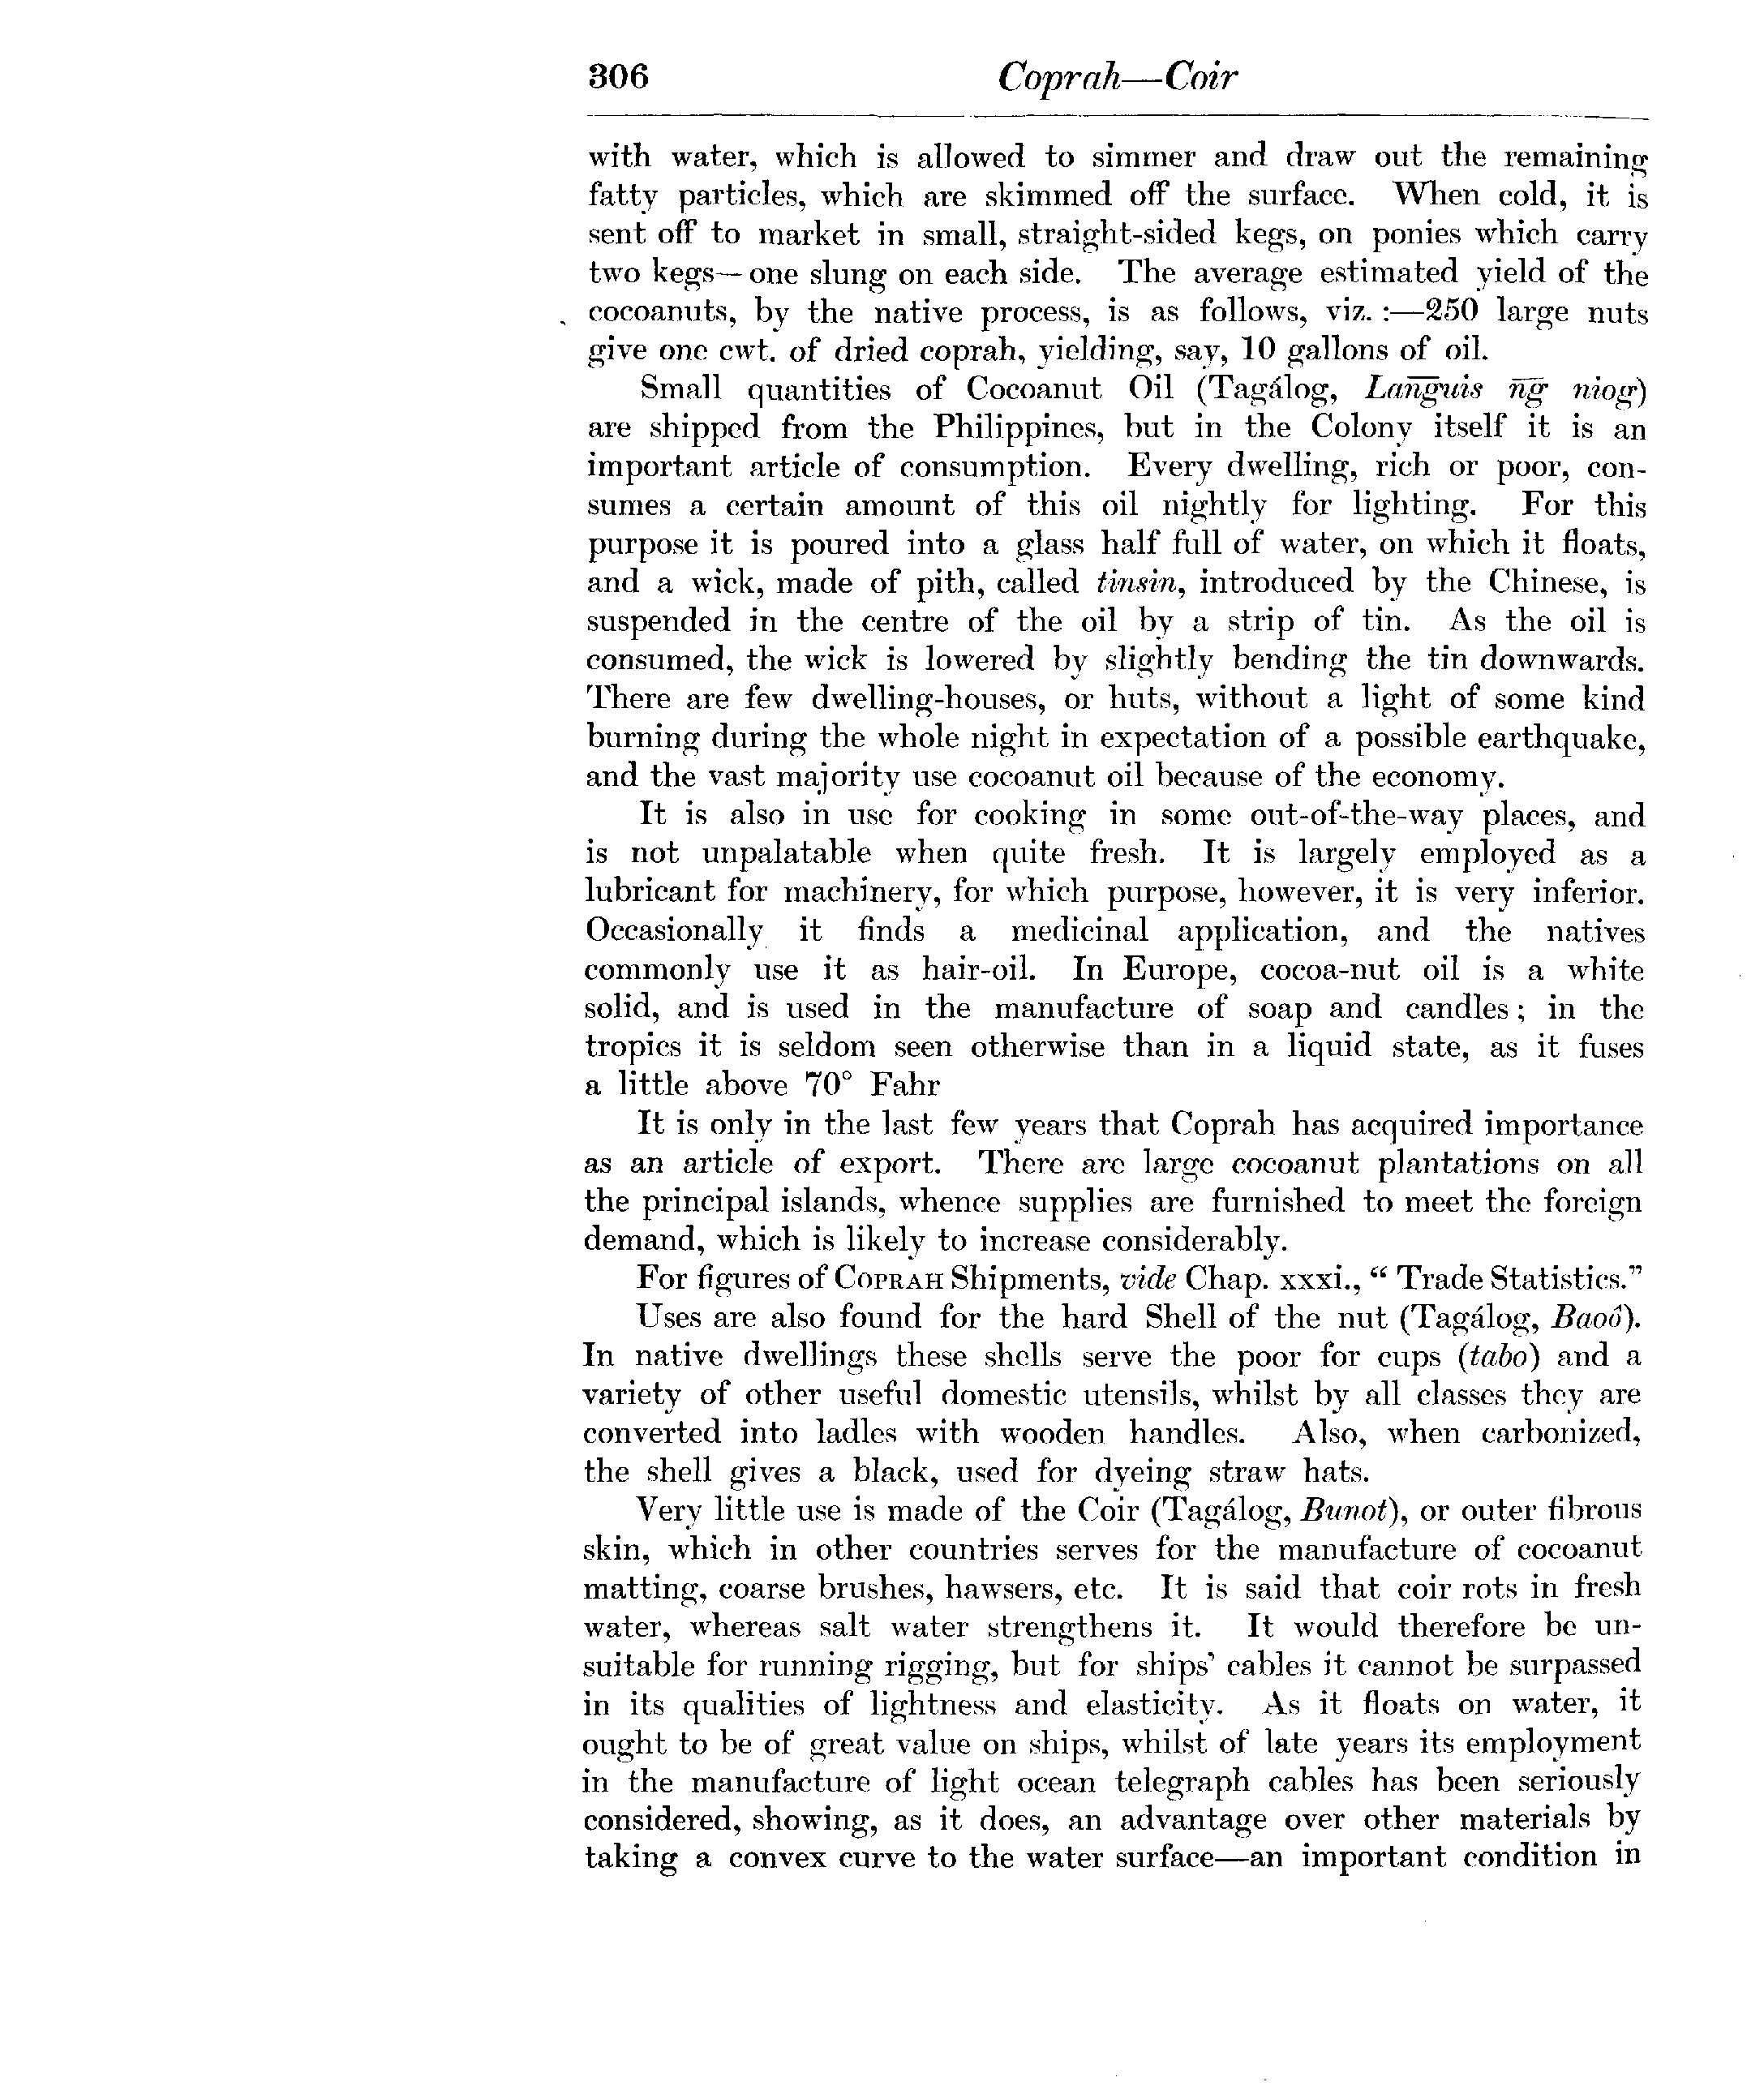 306 Coprah—Coir
with water, which is allowed to simmer and draw out the remaining
fatty particles, which are skimmed off the surface. When cold, it is
sent off to market in small, straight-sided kegs, on ponies which carry
two kegs—one slung on each side. The average estimated yield of the
cocoanuts, by the native process, is as follows, viz. :—250 large nuts
give one cwt. of dried coprah, yielding, say, 10 gallons of oil.
Small quantities of Cocoanut Oil (Tagálog, Lan͠guis n͠g niog)
are shipped from the Philippines, but in the Colony itself it is an
important article of consumption. Every dwelling, rich or poor, con-
sumes a certain amount of this oil nightly for lighting. For this
purpose it is poured into a glass half full of water, on which it floats,
and a wick, made of pith, called tinsin, introduced by the Chinese, is
suspended in the centre of the oil by a strip of tin. As the oil is
consumed, the wick is lowered by slightly bending the tin downwards.
There are few dwelling-houses, or huts, without a light of some kind
burning during the whole night in expectation of a possible earthquake,
and the vast majority use cocoanut oil because of the economy.
It is also in use for cooking in some out-of-the-way places, and
is not unpalatable when quite fresh. It is largely employed as a
lubricant for machinery, for which purpose, however, it is very inferior.
Occasionally it finds a medicinal application, and the natives
commonly use it as hair-oil. In Europe, cocoa-nut oil is a white
solid, and is used in the manufacture of soap and candles ; in the
tropics it is seldom seen otherwise than in a liquid state, as it fuses
a little above 70° Fahr
It is only in the last few years that Coprah has acquired importance
as an article of export. There are large cocoanut plantations on all
the principal islands, whence supplies are furnished to meet the foreign
demand, which is likely to increase considerably.
For figures of COPRAH Shipments, vide Chap. xxxi., “ Trade Statistics.”
Uses are also found for the hard Shell of the nut (Tagálog, Baoô).
In native dwellings these shells serve the poor for cups (tabo) and a
variety of other useful domestic utensils, whilst by all classes they are
converted into ladles with wooden handles. Also, when carbonized,
the shell gives a black, used for dyeing straw hats.
Very little use is made of the Coir (Tagálog, Bunot), or outer fibrous
skin, which in other countries serves for the manufacture of cocoanut
matting, coarse brushes, hawsers, etc. It is said that coir rots in fresh
water, whereas salt water strengthens it. It would therefore be un-
suitable for running rigging, but for ships’ cables it cannot be surpassed
in its qualities of lightness and elasticity. As it floats on water, it
ought to be of great value on ships, whilst of late years its employment
in the manufacture of light ocean telegraph cables has been seriously
considered, showing, as it does, an advantage over other materials by
taking a convex curve to the water surface—an important condition in